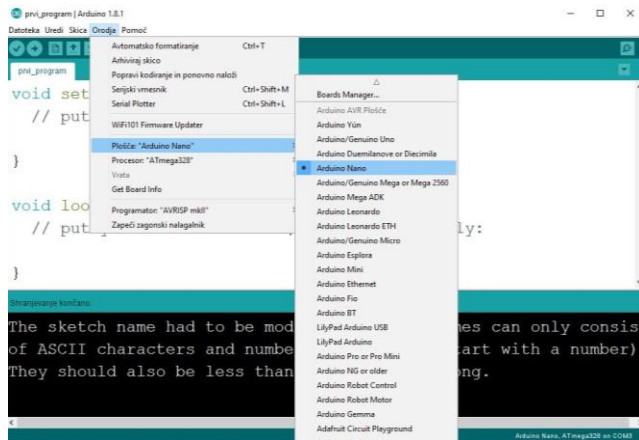 prvi_program | Arduino 1.8.1
Datoteka Uredi Skica Orodja Pomoč
prvi_program
Avtomatsko formatiranje Ctrl+T
Arhiviraj skico
Popravi kodiranje in ponovno naloži
Serijski vmesnik Ctrl+Shift+M
Serial Plotter Ctrl+Shift+L
WiFi101 Firmware Updater
Plošča: "Arduino Nano"
Procesor: "ATmega328"
Vrata
Get Board Info
Programator: "AVRISP mkII"
Zapeči zagonski nalagalnik
Boards Manager...
Arduino AVR Plošče
Arduino Yún
Arduino/Genuino Uno
Arduino Duemilanove or Diecimila
Arduino Nano
Arduino/Genuino Mega or Mega 2560
Arduino Mega ADK
Arduino Leonardo
Arduino Leonardo ETH
Arduino/Genuino Micro
Arduino Esplora
Arduino Mini
Arduino Ethernet
Arduino Fio
Arduino BT
LilyPad Arduino USB
LilyPad Arduino
Arduino Pro or Pro Mini
Arduino NG or older
Arduino Robot Control
Arduino Robot Motor
Arduino Gemma
Adafruit Circuit Playground
void set
// put
}
void loo
// put ly:
}
Shranjevanje končano.
The sketch name had to be mod es can only consis
of ASCII characters and numbe tart with a number)
They should also be less than ng.
Arduino Nano, ATmega328 on COM3